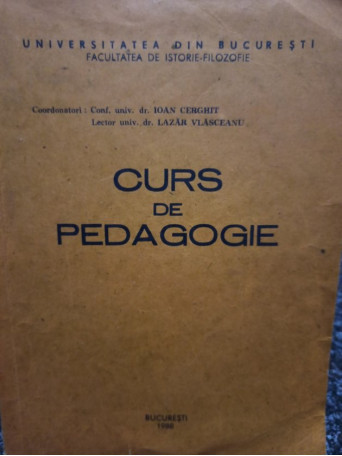 UNIVERSITATEA DIN BUCUREȘTI
FACULTATEA DE ISTORIE-FILOZOFIE
Coordonatori : Conf. univ. dr. IOAN CERGHIT
Lector univ. dr. LAZĂR VLĂSCEANU
CURS
DE
PEDAGOGIE
BUCUREȘTI
1988